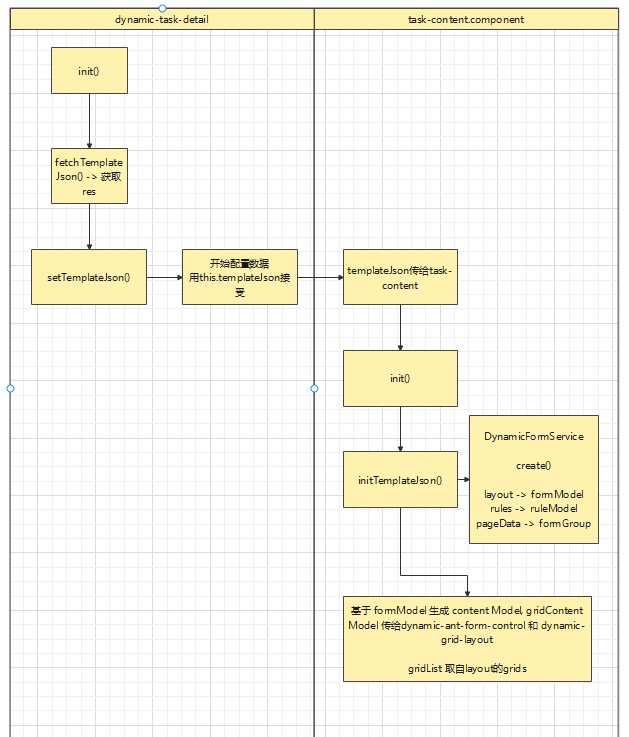 dynamic-task-detail
task-content.component
init()
fetchTemplate
Json() -> 获取
res
setTemplateJson()
开始配置数据
用this.templateJson接
受
templateJson传给task-
content
init()
initTemplateJson()
DynamicFormService
create()
layout -> formModel
rules -> ruleModel
pageData -> formGroup
基于 formModel 生成 content Model, gridContent
Model 传给dynamic-ant-form-control 和 dynamic-
grid-layout
gridList 取自layout的grids